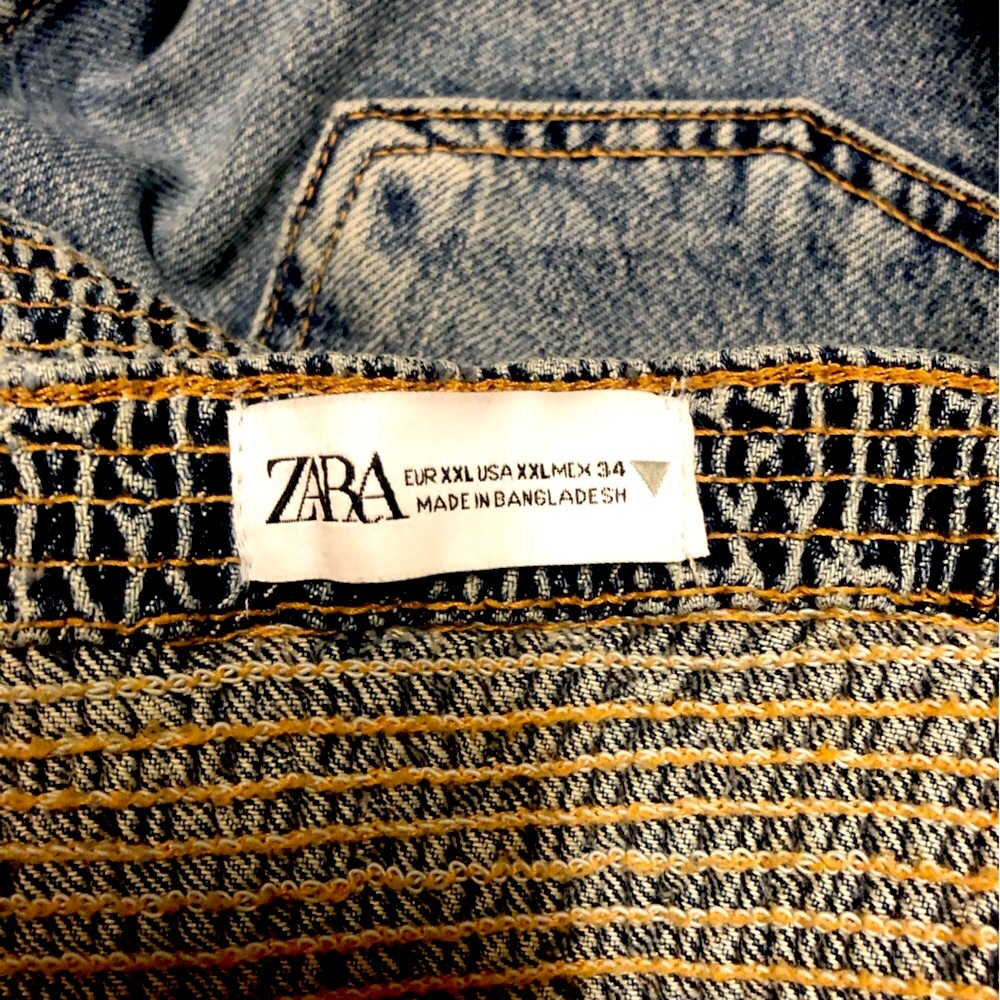 ZARA
EUR XXL USA XXL MEX 34
MADE IN BANGLADESH